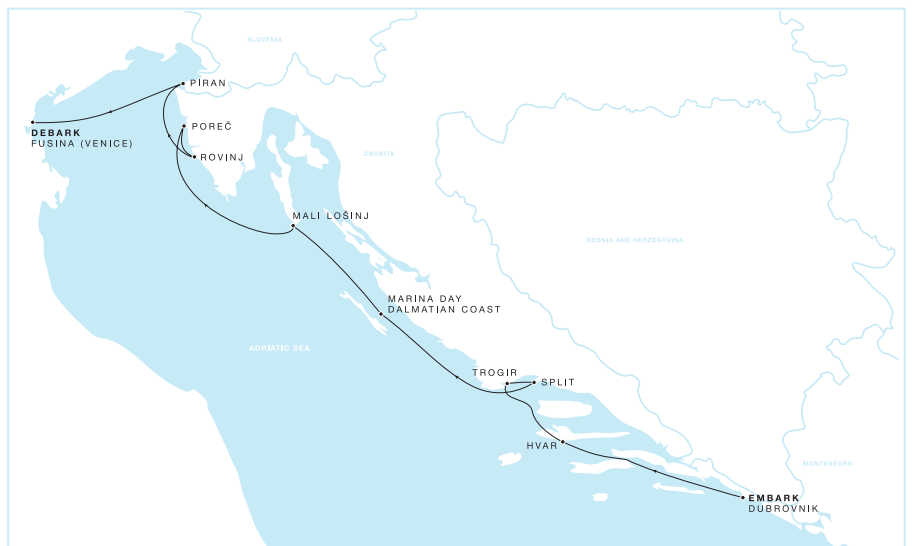 SLOVENIA
PIRAN
POREČ
DEBARK
FUSINA (VENICE)
ROVINJ
CROATIA
MALI LOŠINJ
BOSNIA AND HERZEGOVINA
MARINA DAY
DALMATIAN COAST
ADRIATIC SEA
TROGIR
SPLIT
HVAR
MONTENEGRO
EMBARK
DUBROVNIK